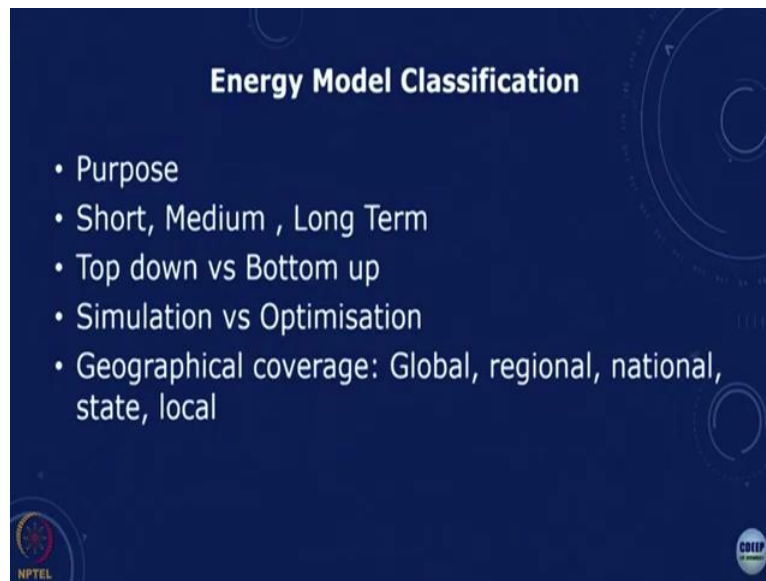 Energy Model Classification
• Purpose
• Short, Medium , Long Term
• Top down vs Bottom up
• Simulation vs Optimisation
• Geographical coverage: Global, regional, national,
state, local
NPTEL
CDEEP